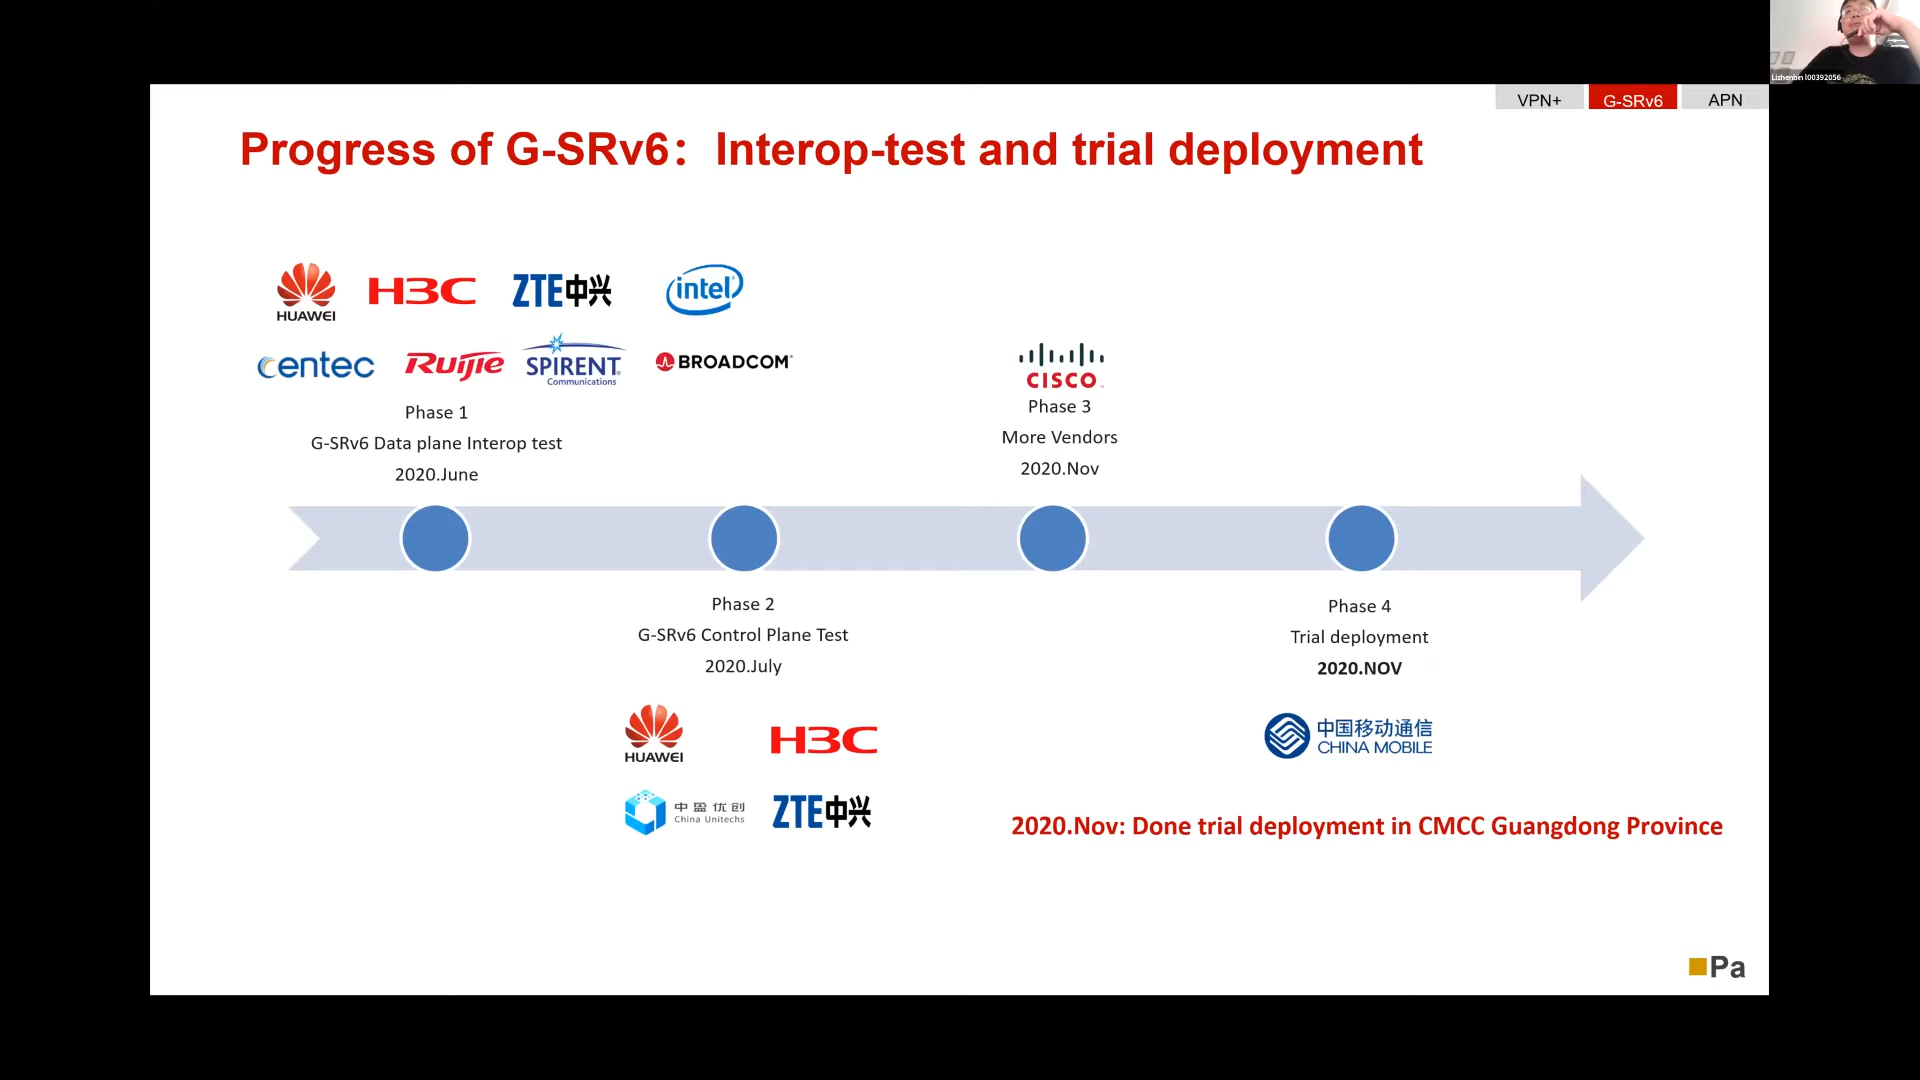 Lizhenbin l00392056
VPN+
G-SRv6
APN
Progress of G-SRv6：Interop-test and trial deployment
HUAWEI
H3C
ZTE中兴
intel
centec
Ruijie
SPIRENT
Communications
BROADCOM
Phase 1
G-SRv6 Data plane Interop test
2020.June
CISCO
Phase 3
More Vendors
2020.Nov
Phase 2
G-SRv6 Control Plane Test
2020.July
HUAWEI
H3C
中盈优创
China Unitechs
ZTE中兴
Phase 4
Trial deployment
2020.NOV
中国移动通信
CHINA MOBILE
2020.Nov: Done trial deployment in CMCC Guangdong Province
Pa